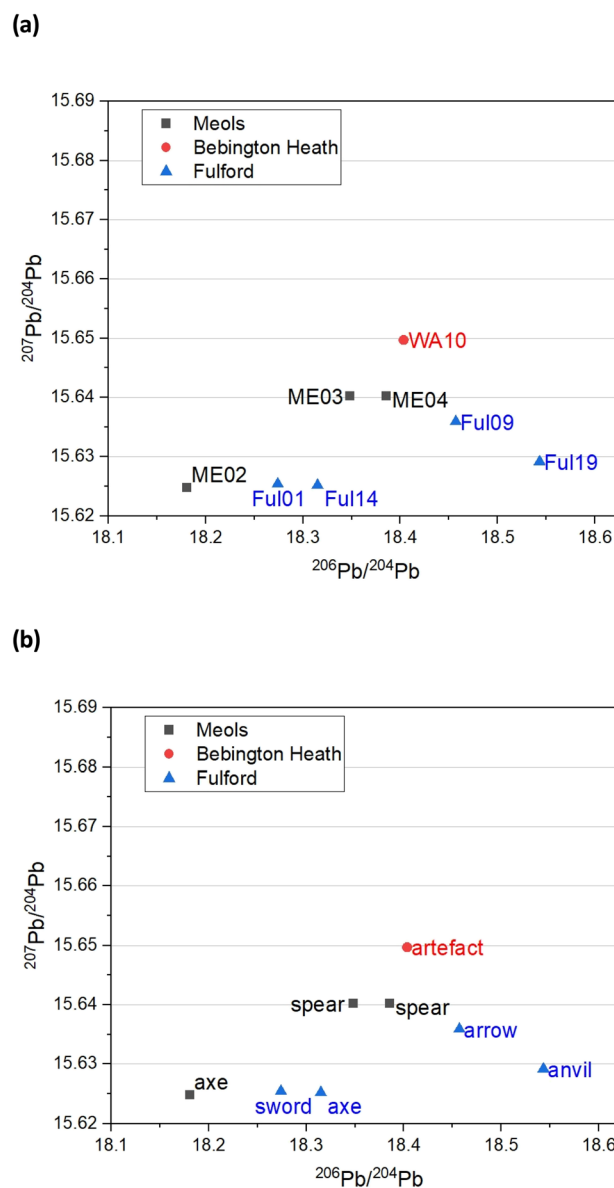 (a)
15.69
15.68
15.67
15.66
15.65
15.64
15.63
15.62
²⁰⁷Pb/²⁰⁴Pb
Meols
Bebington Heath
Fulford
WA10
ME03
ME04
Ful09
Ful19
ME02
Ful01
Ful14
18.1
18.2
18.3
18.4
18.5
18.6
²⁰⁶Pb/²⁰⁴Pb
(b)
15.69
15.68
15.67
15.66
15.65
15.64
15.63
15.62
²⁰⁷Pb/²⁰⁴Pb
Meols
Bebington Heath
Fulford
artefact
spear
spear
arrow
anvil
axe
sword
axe
18.1
18.2
18.3
18.4
18.5
18.6
²⁰⁶Pb/²⁰⁴Pb